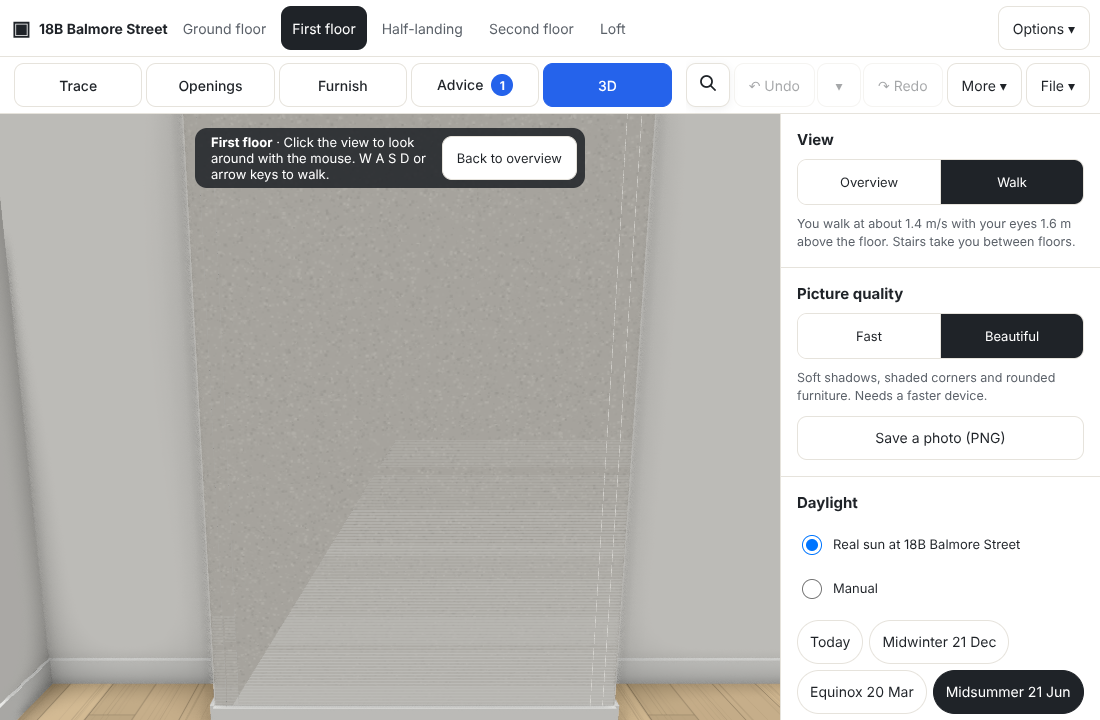 18B Balmore Street
Ground floor
First floor
Half-landing
Second floor
Loft
Options ▾
Trace
Openings
Furnish
Advice 1
3D
↶ Undo
▾
↷ Redo
More ▾
File ▾
First floor · Click the view to look
around with the mouse. W A S D or
arrow keys to walk.
Back to overview
View
Overview
Walk
You walk at about 1.4 m/s with your eyes 1.6 m
above the floor. Stairs take you between floors.
Picture quality
Fast
Beautiful
Soft shadows, shaded corners and rounded
furniture. Needs a faster device.
Save a photo (PNG)
Daylight
Real sun at 18B Balmore Street
Manual
Today
Midwinter 21 Dec
Equinox 20 Mar
Midsummer 21 Jun